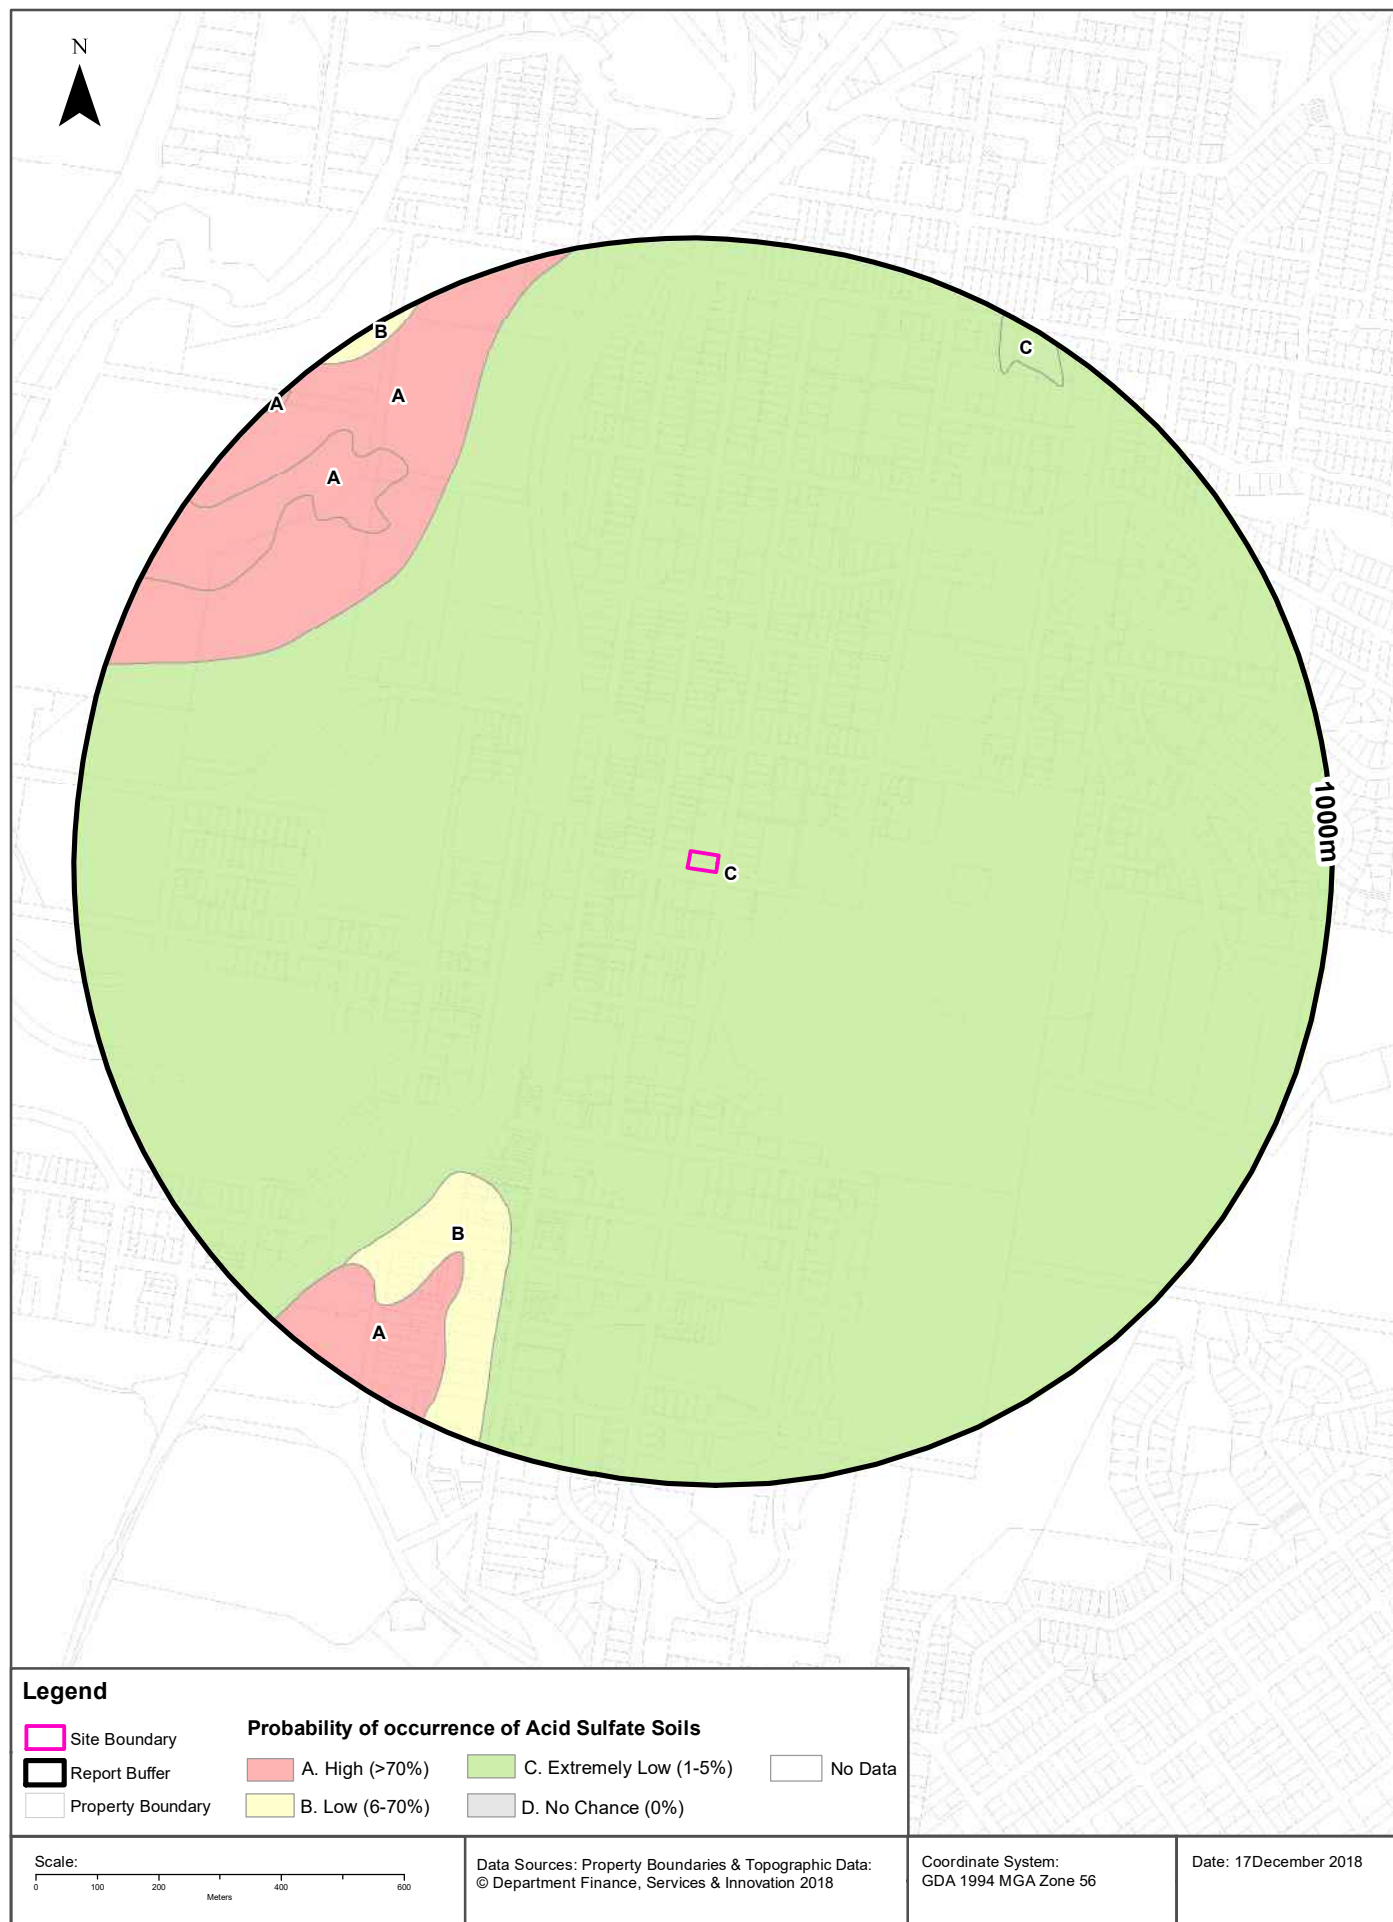 N
B
A
A
A
C
1000m
C
B
A
Legend
Site Boundary
Report Buffer
Property Boundary
Probability of occurrence of Acid Sulfate Soils
A. High (>70%)
B. Low (6-70%)
C. Extremely Low (1-5%)
D. No Chance (0%)
No Data
Scale:
0 100 200 400 600
Meters
Data Sources: Property Boundaries & Topographic Data:
© Department Finance, Services & Innovation 2018
Coordinate System:
GDA 1994 MGA Zone 56
Date: 17December 2018